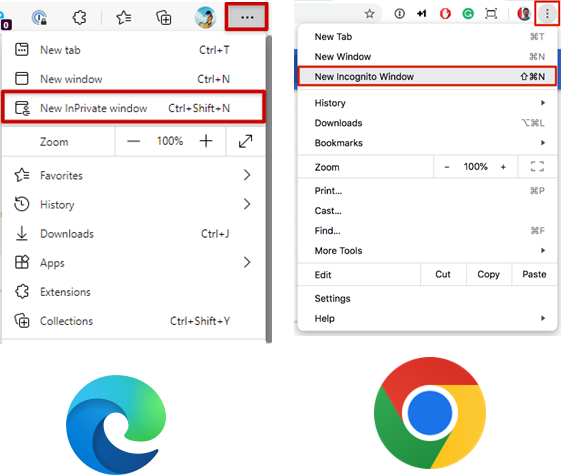 0
...
New tab Ctrl+T
New window Ctrl+N
New InPrivate window Ctrl+Shift+N
Zoom — 100% +
Favorites
History
Downloads Ctrl+J
Apps
Extensions
Collections Ctrl+Shift+Y
+1
New Tab ⌘T
New Window ⌘N
New Incognito Window ⇧⌘N
History
Downloads ⌥⌘L
Bookmarks
Zoom - 100% +
Print... ⌘P
Cast...
Find... ⌘F
More Tools
Edit Cut Copy Paste
Settings
Help